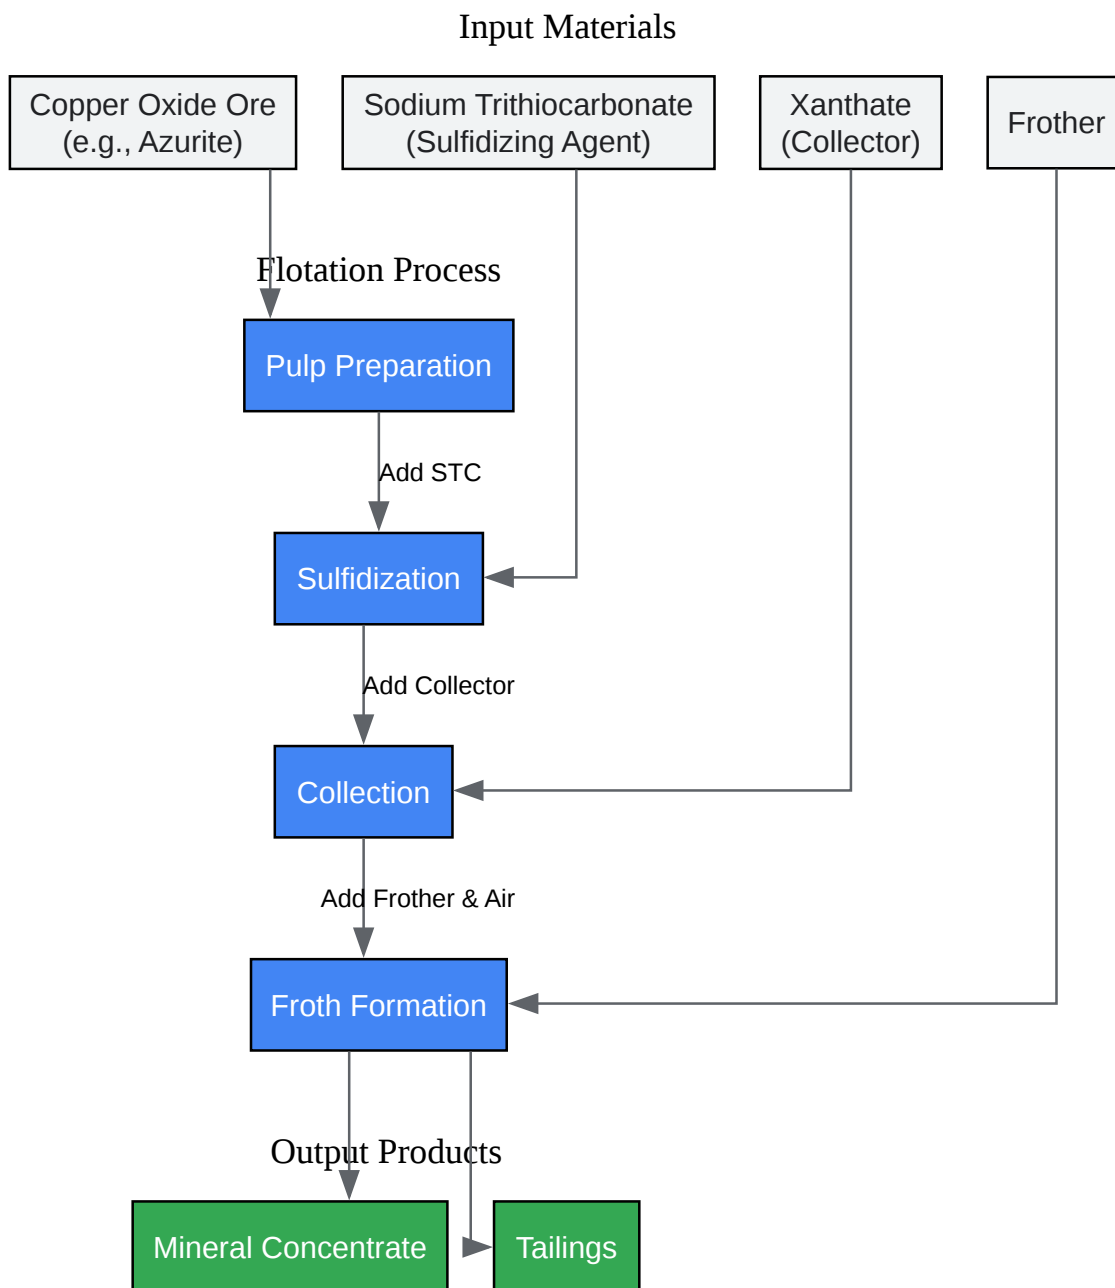 Input Materials
Copper Oxide Ore
(e.g., Azurite)
Sodium Trithiocarbonate
(Sulfidizing Agent)
Xanthate
(Collector)
Frother
Flotation Process
Pulp Preparation
Add STC
Sulfidization
Add Collector
Collection
Add Frother & Air
Froth Formation
Output Products
Mineral Concentrate
Tailings